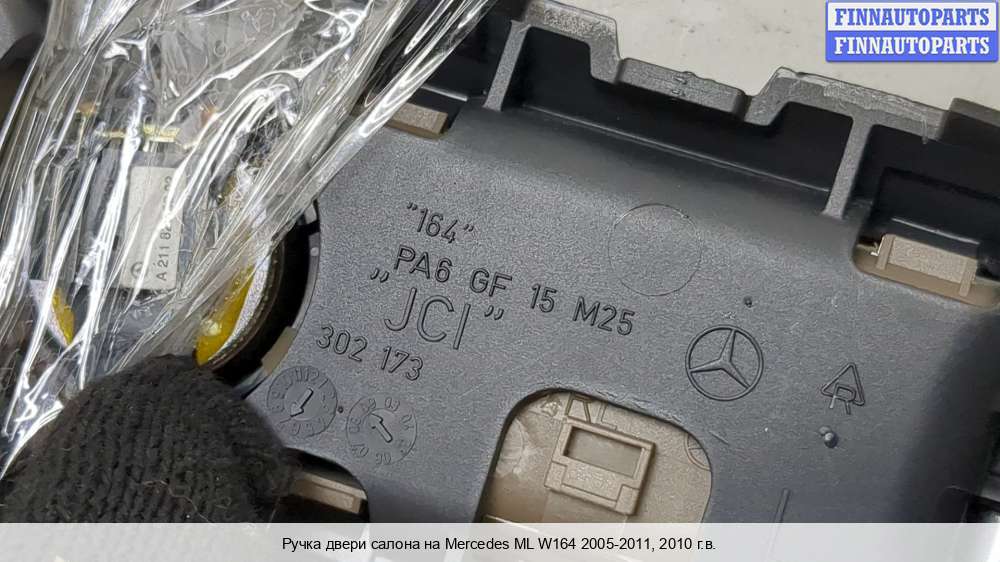 FINNAUTOPARTS
FINNAUTOPARTS
"164"
PA6 GF 15 M25
„JCI”
302 173
Ручка двери салона на Mercedes ML W164 2005-2011, 2010 г.в.